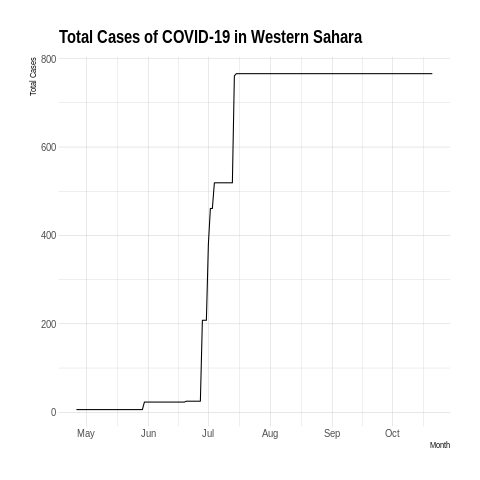 Total Cases of COVID-19 in Western Sahara
Total Cases
800
600
400
200
0
May Jun Jul Aug Sep Oct
Month